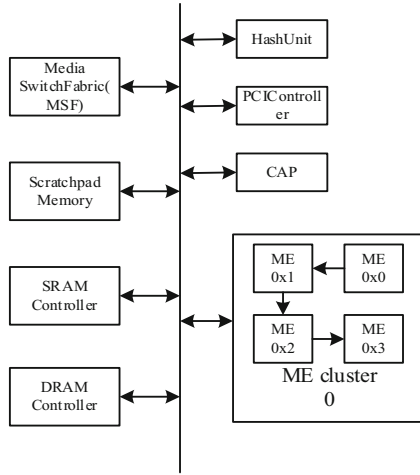 HashUnit
Media
SwitchFabric(
MSF)
PCIControll
er
Scratchpad
Memory
CAP
SRAM
Controller
ME
0x1
ME
0x0
ME
0x2
ME
0x3
ME cluster
0
DRAM
Controller